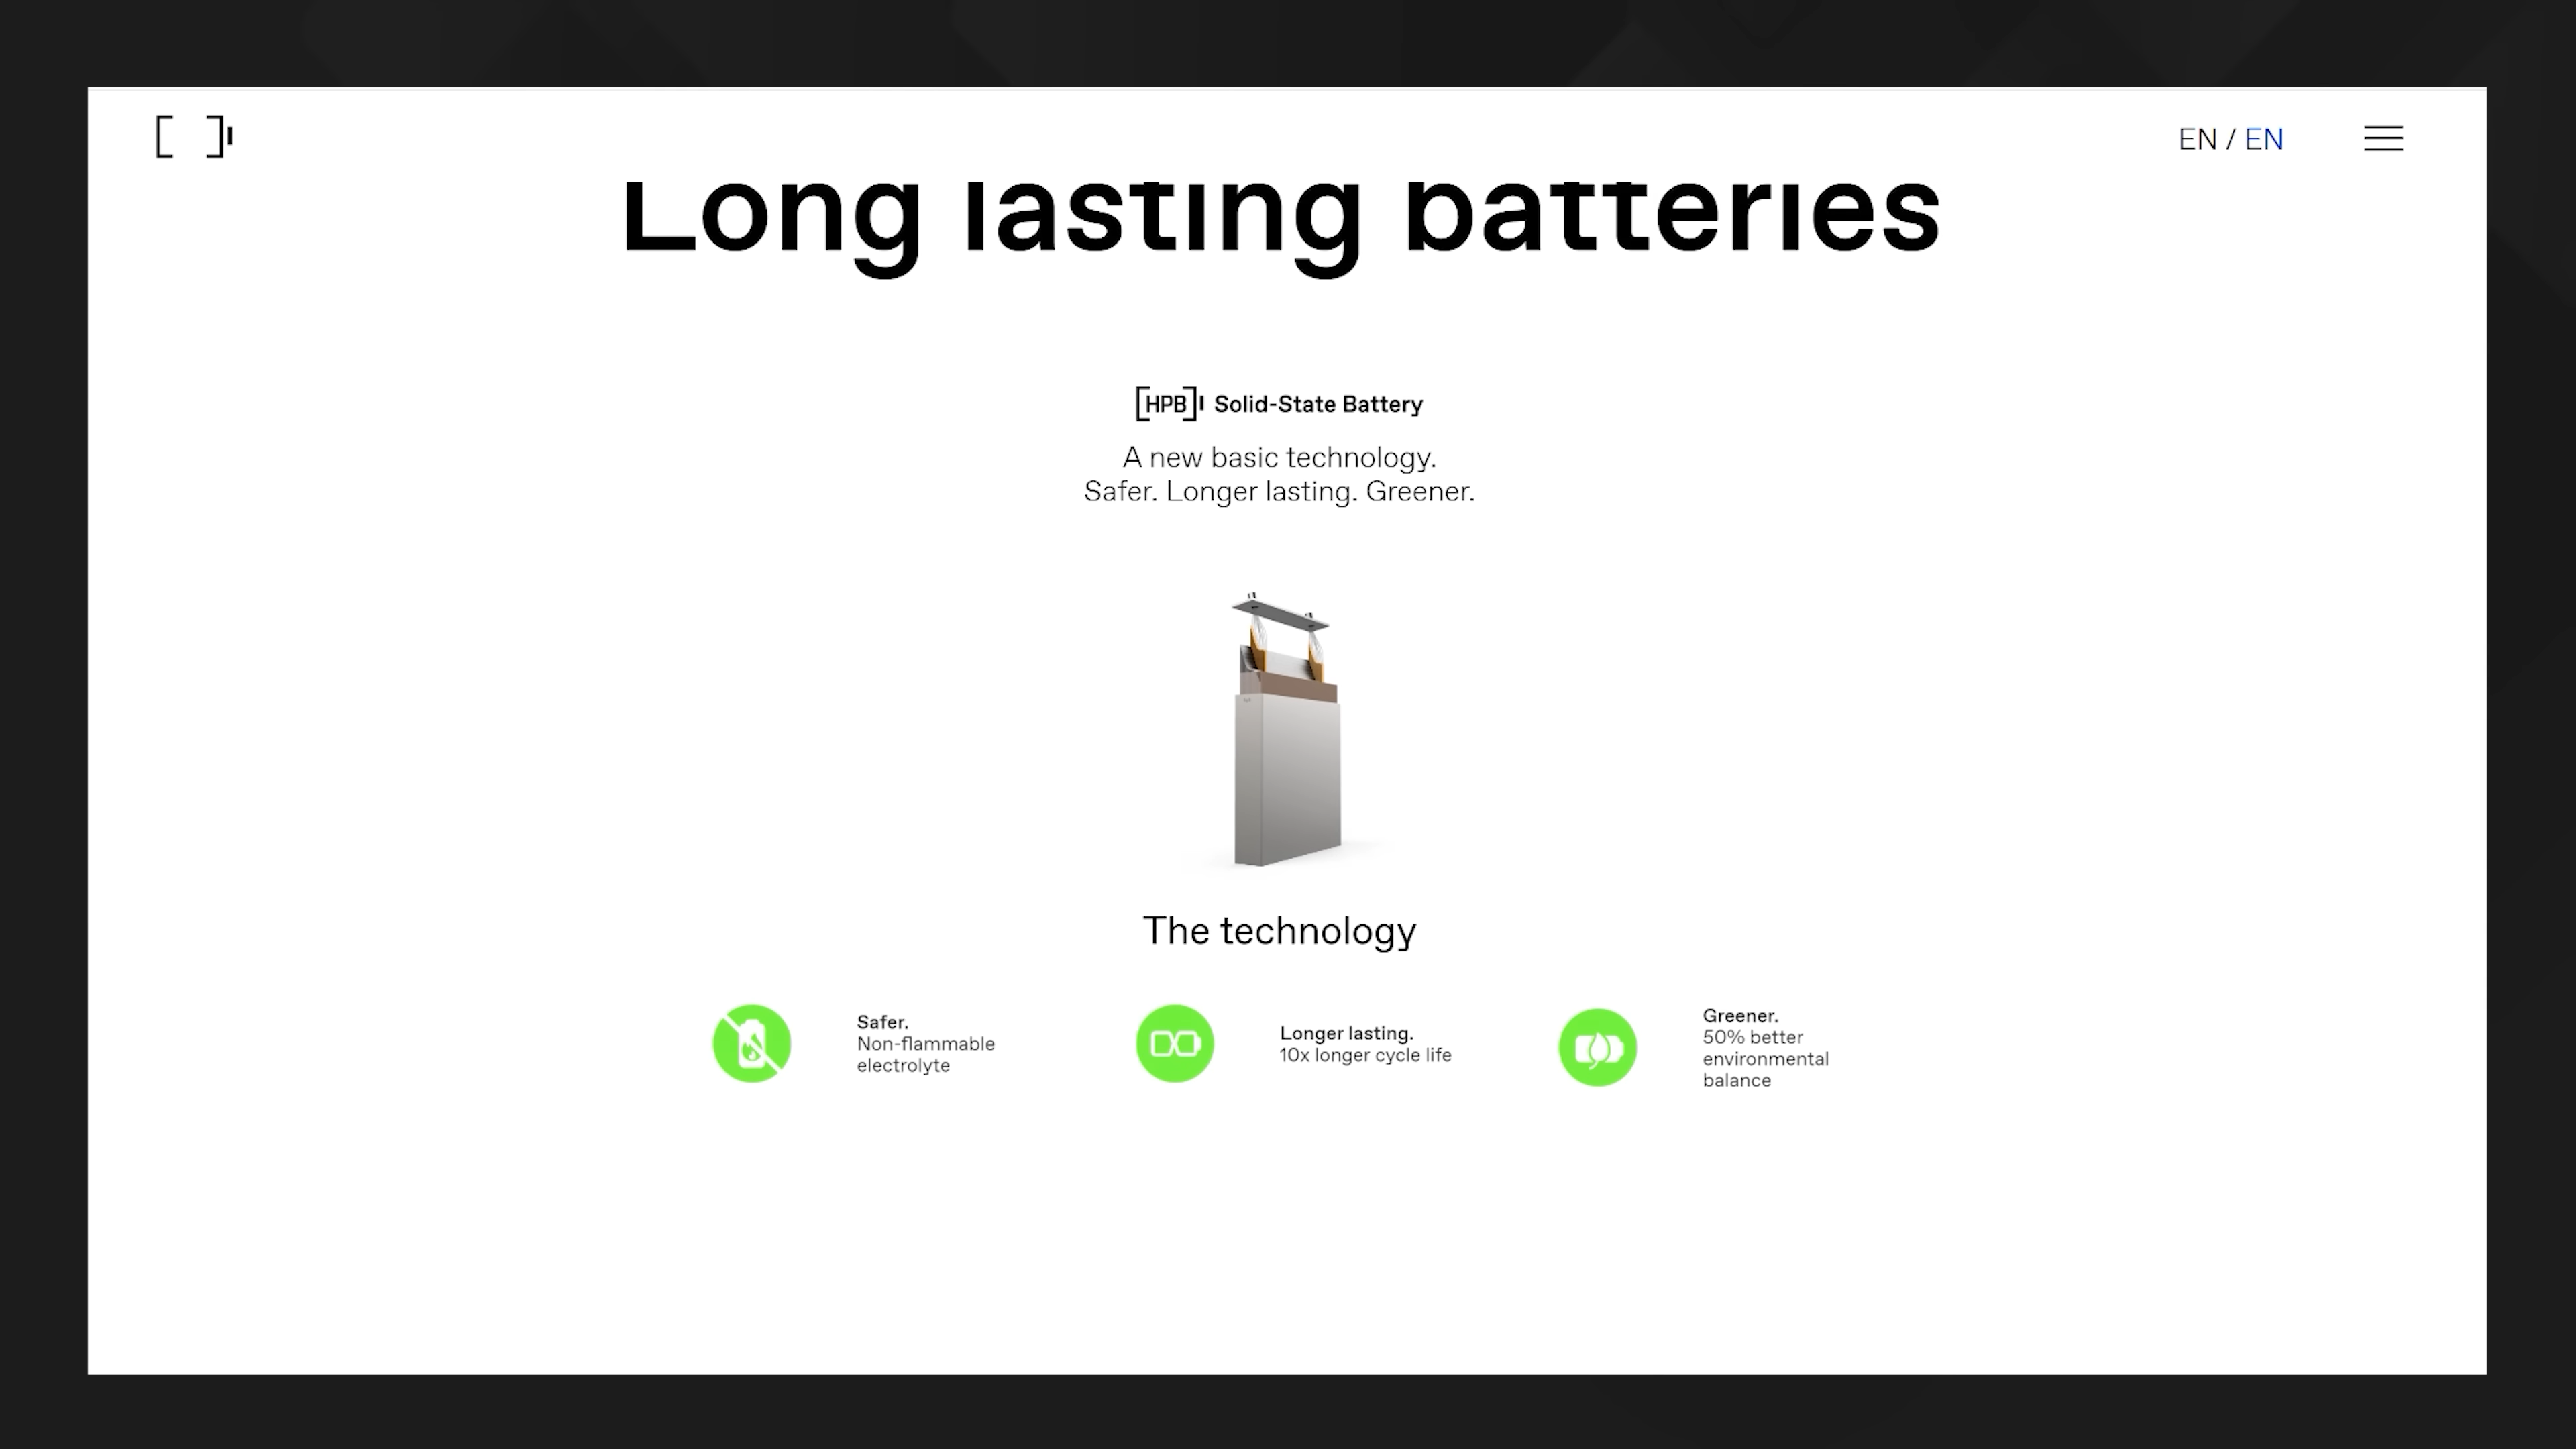 EN / EN
Long lasting batteries
[HPB] Solid-State Battery
A new basic technology.
Safer. Longer lasting. Greener.
The technology
Safer.
Non-flammable
electrolyte
Longer lasting.
10x longer cycle life
Greener.
50% better
environmental
balance